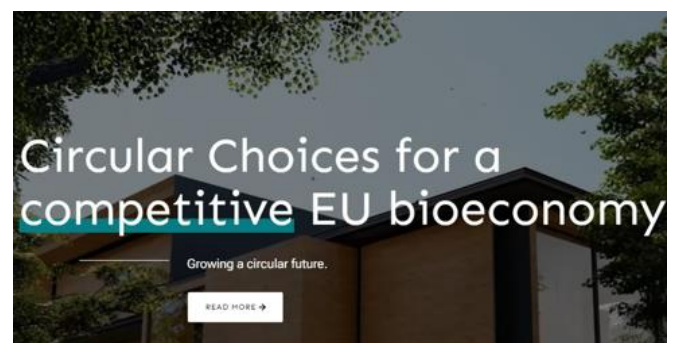 Circular Choices for a
competitive EU bioeconomy
Growing a circular future.
READ MORE →